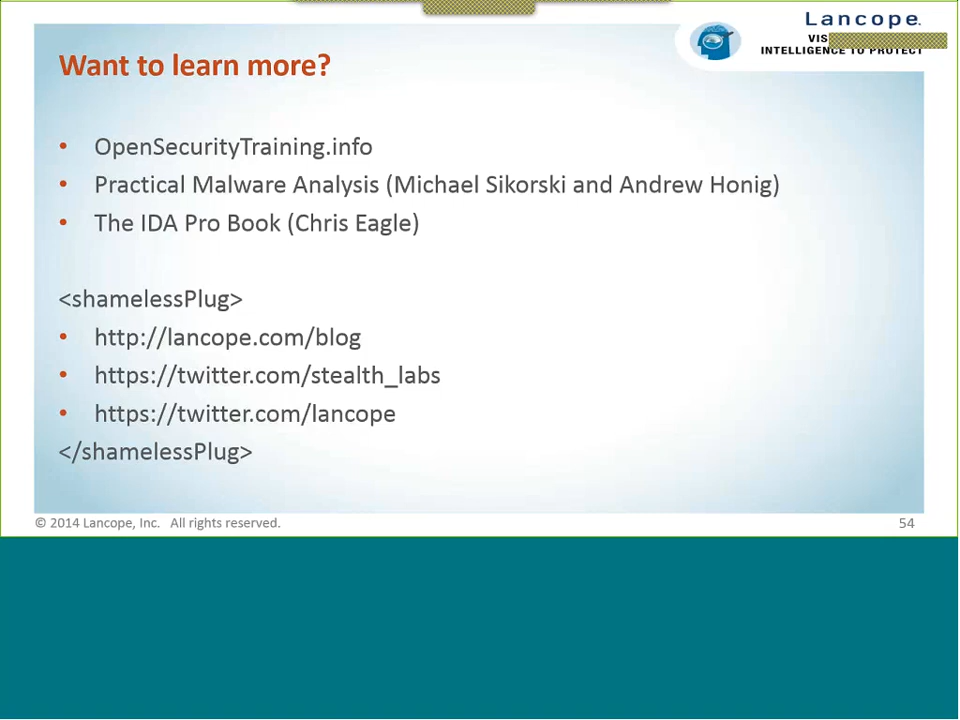 Lancope.
INTELLIGENCE TO PROTECT
Want to learn more?
• OpenSecurityTraining.info
• Practical Malware Analysis (Michael Sikorski and Andrew Honig)
• The IDA Pro Book (Chris Eagle)
<shamelessPlug>
• http://lancope.com/blog
• https://twitter.com/stealth_labs
• https://twitter.com/lancope
</shamelessPlug>
© 2014 Lancope, Inc. All rights reserved.
54